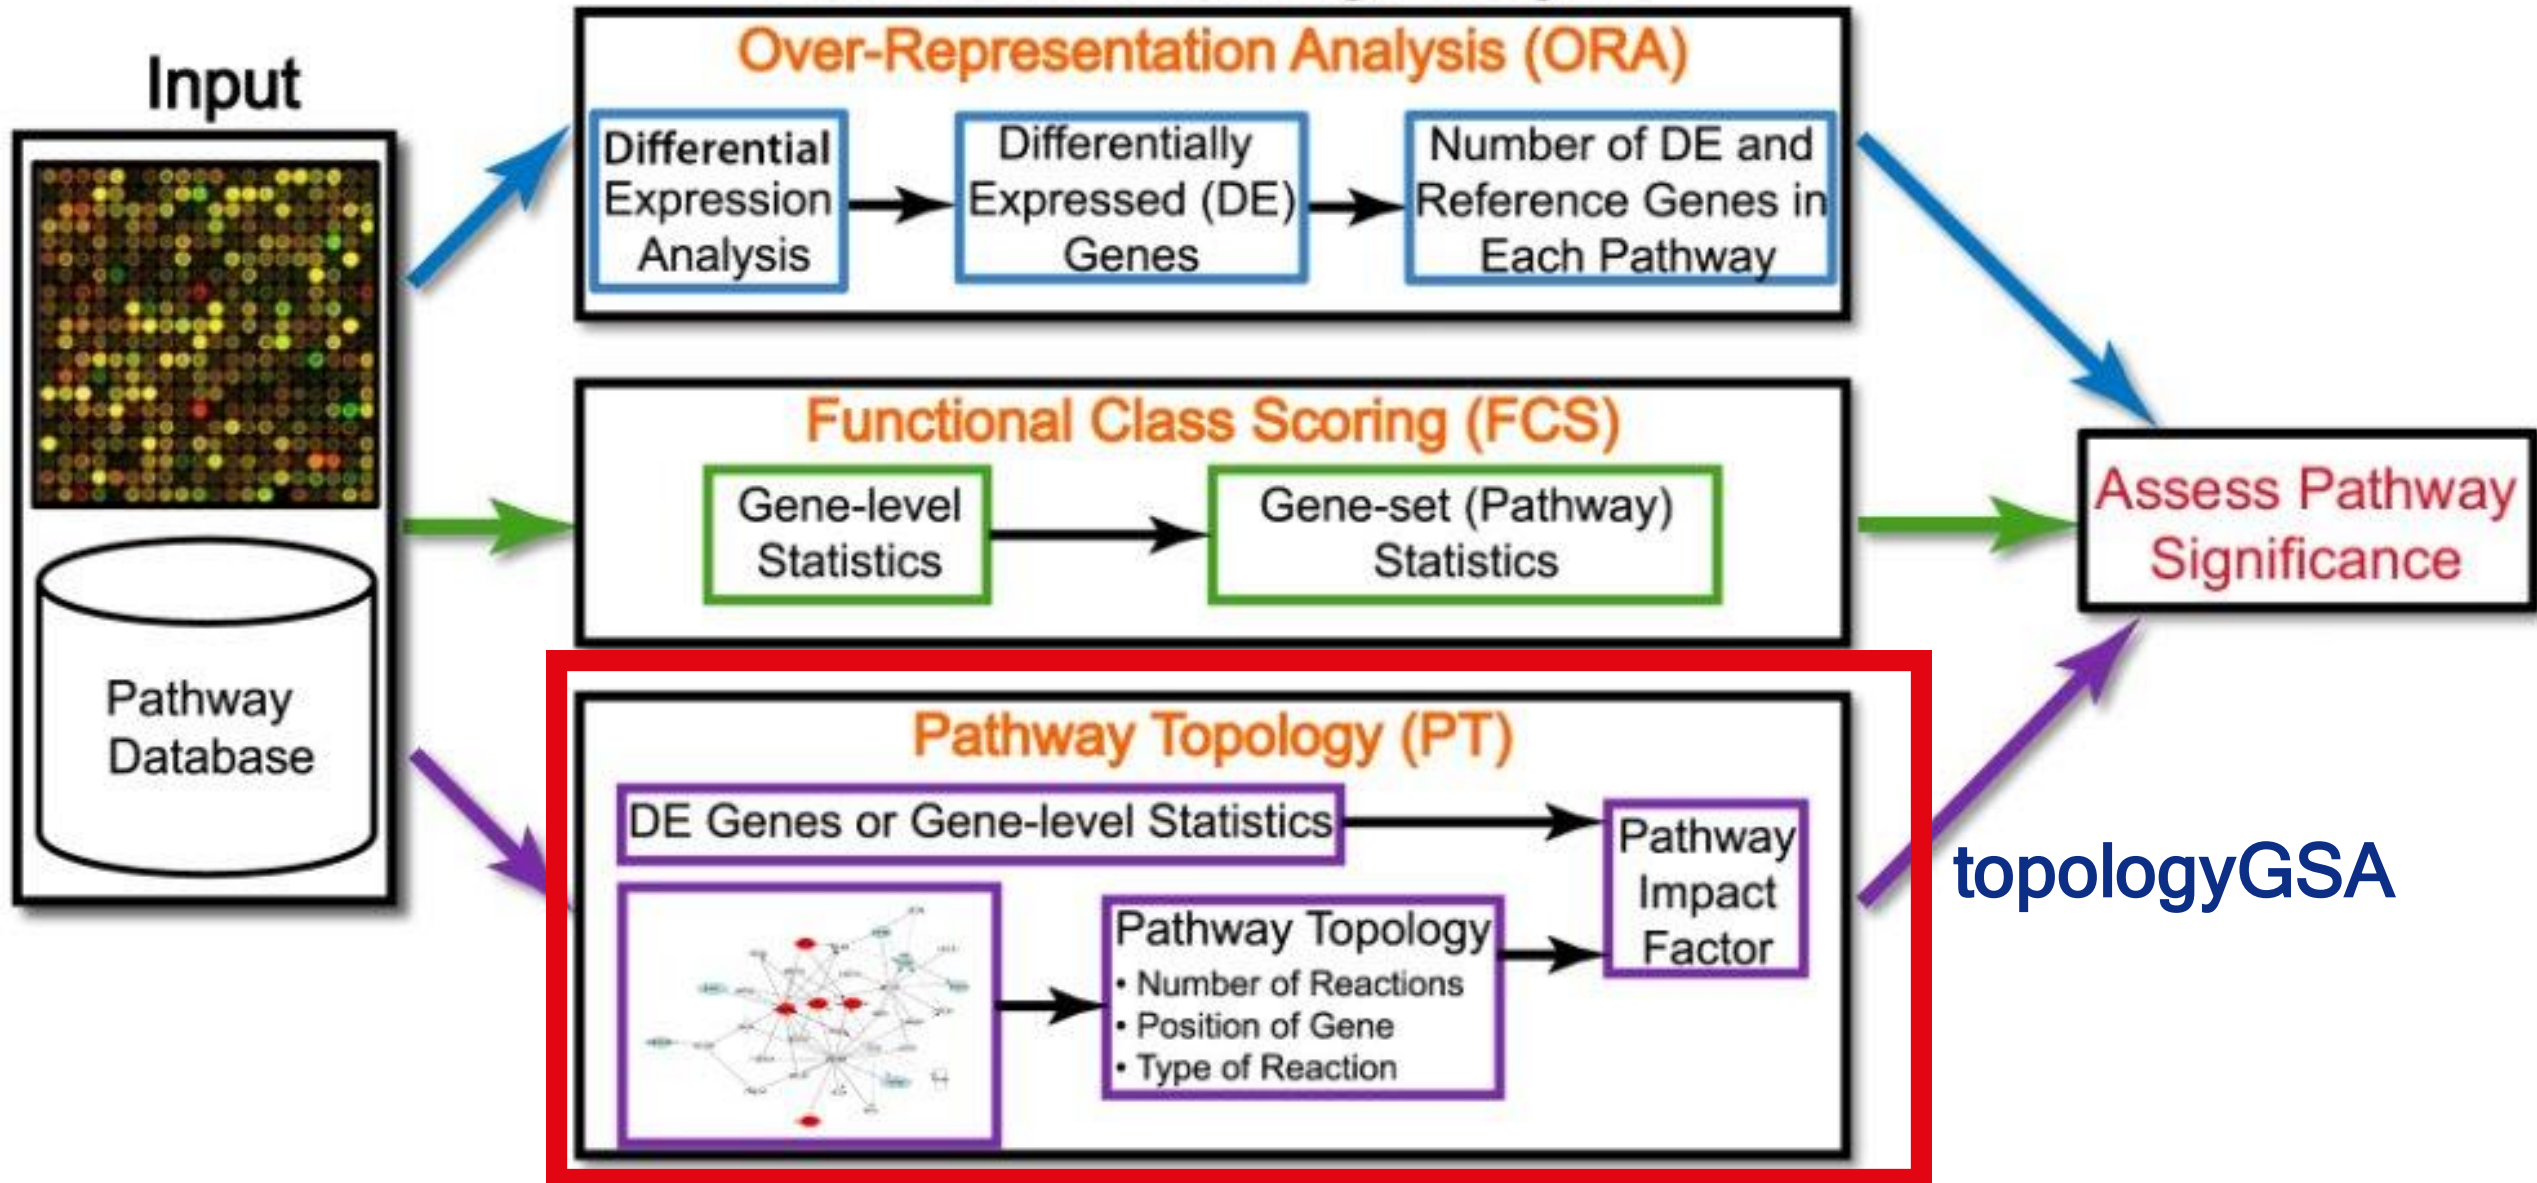 Input
Pathway
Database
Over-Representation Analysis (ORA)
Differential
Expression
Analysis
Differentially
Expressed (DE)
Genes
Number of DE and
Reference Genes in
Each Pathway
Functional Class Scoring (FCS)
Gene-level
Statistics
Gene-set (Pathway)
Statistics
Pathway Topology (PT)
DE Genes or Gene-level Statistics
Pathway Topology
• Number of Reactions
• Position of Gene
• Type of Reaction
Pathway
Impact
Factor
Assess Pathway
Significance
topologyGSA